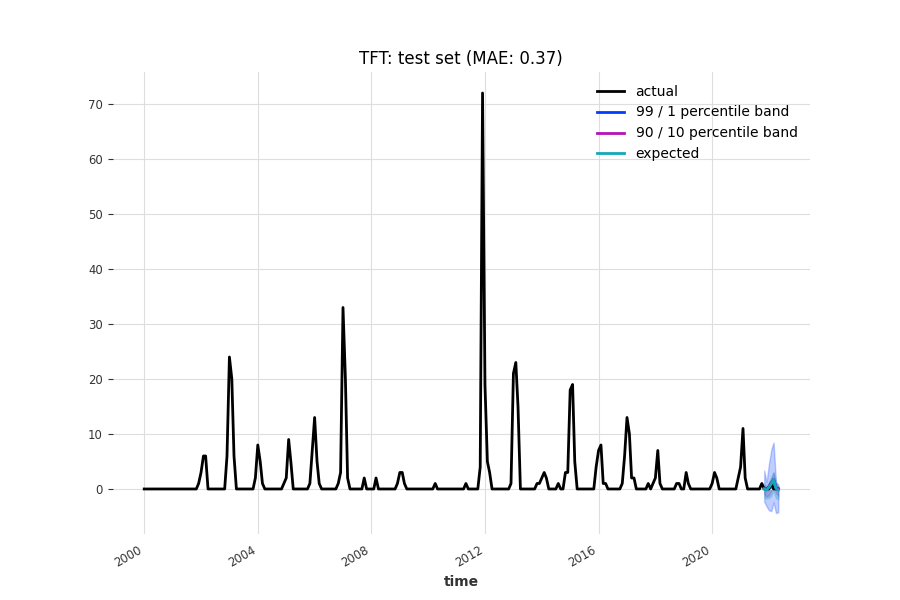 TFT: test set (MAE: 0.37)
actual
99 / 1 percentile band
90 / 10 percentile band
expected
70
60
50
40
30
20
10
0
2000
2004
2008
2012
2016
2020
time